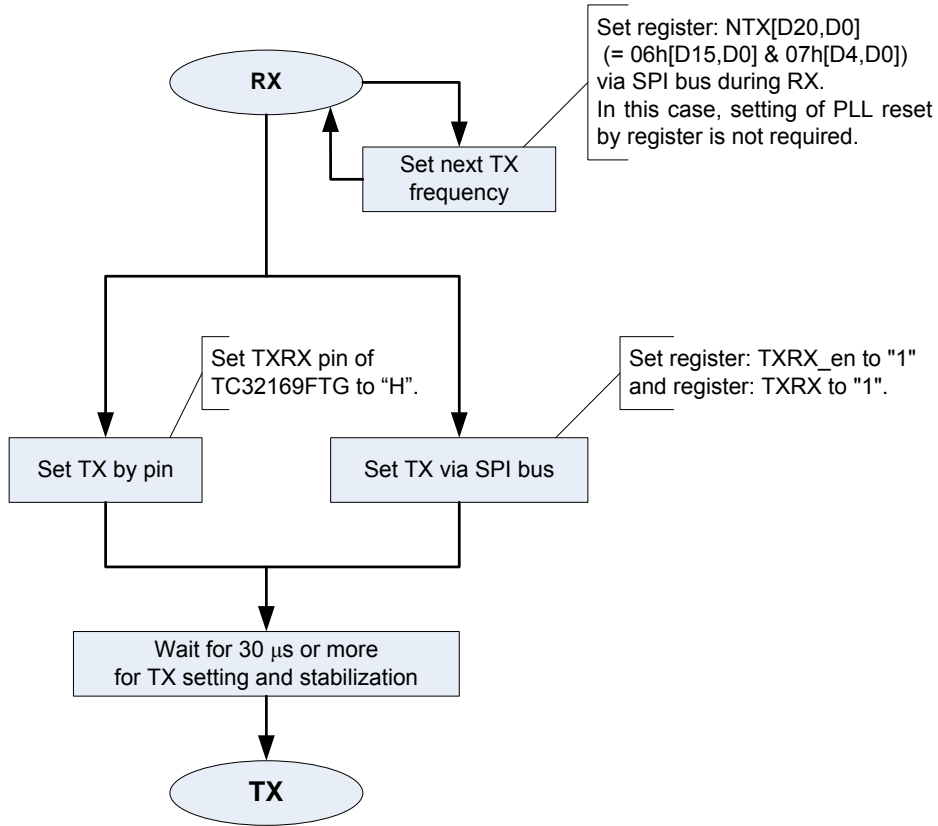 Set register: NTX[D20,D0]
(= 06h[D15,D0] & 07h[D4,D0])
via SPI bus during RX.
In this case, setting of PLL reset
by register is not required.
RX
Set next TX
frequency
Set TXRX pin of
TC32169FTG to “H”.
Set register: TXRX_en to "1"
and register: TXRX to "1".
Set TX by pin
Set TX via SPI bus
Wait for 30 μs or more
for TX setting and stabilization
TX